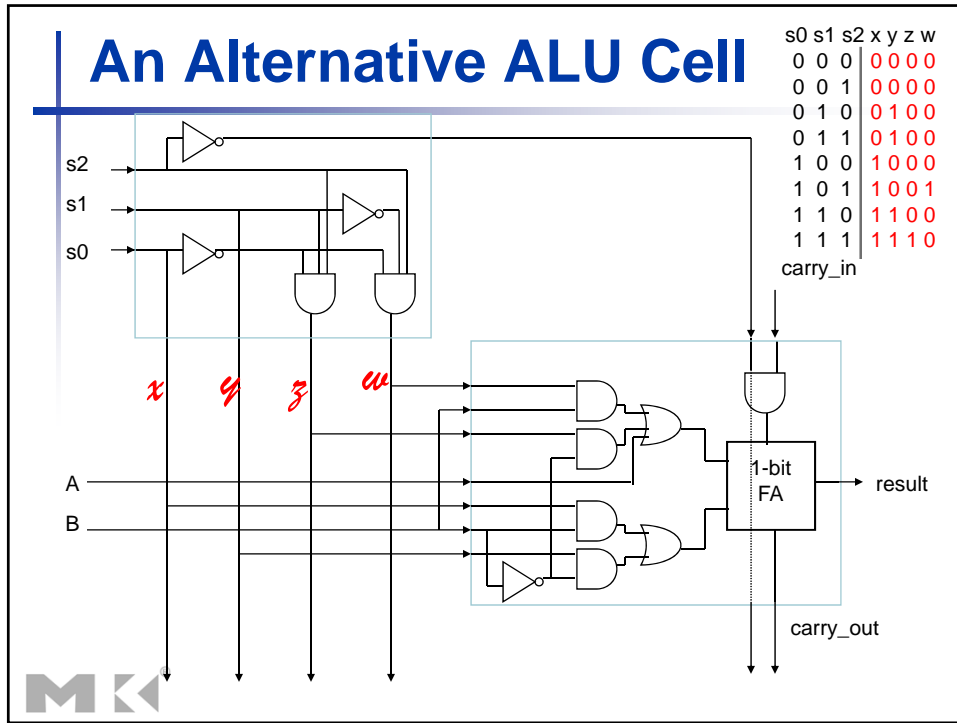 An Alternative ALU Cell
s0 s1 s2 x y z w
0 0 0 0 0 0 0
0 0 1 0 0 0 0
0 1 0 0 1 0 0
0 1 1 0 1 0 0
1 0 0 1 0 0 0
1 0 1 1 0 0 1
1 1 0 1 1 0 0
1 1 1 1 1 1 0
carry_in
s2
s1
s0
x y z w
A
B
1-bit
FA
result
carry_out
MK®